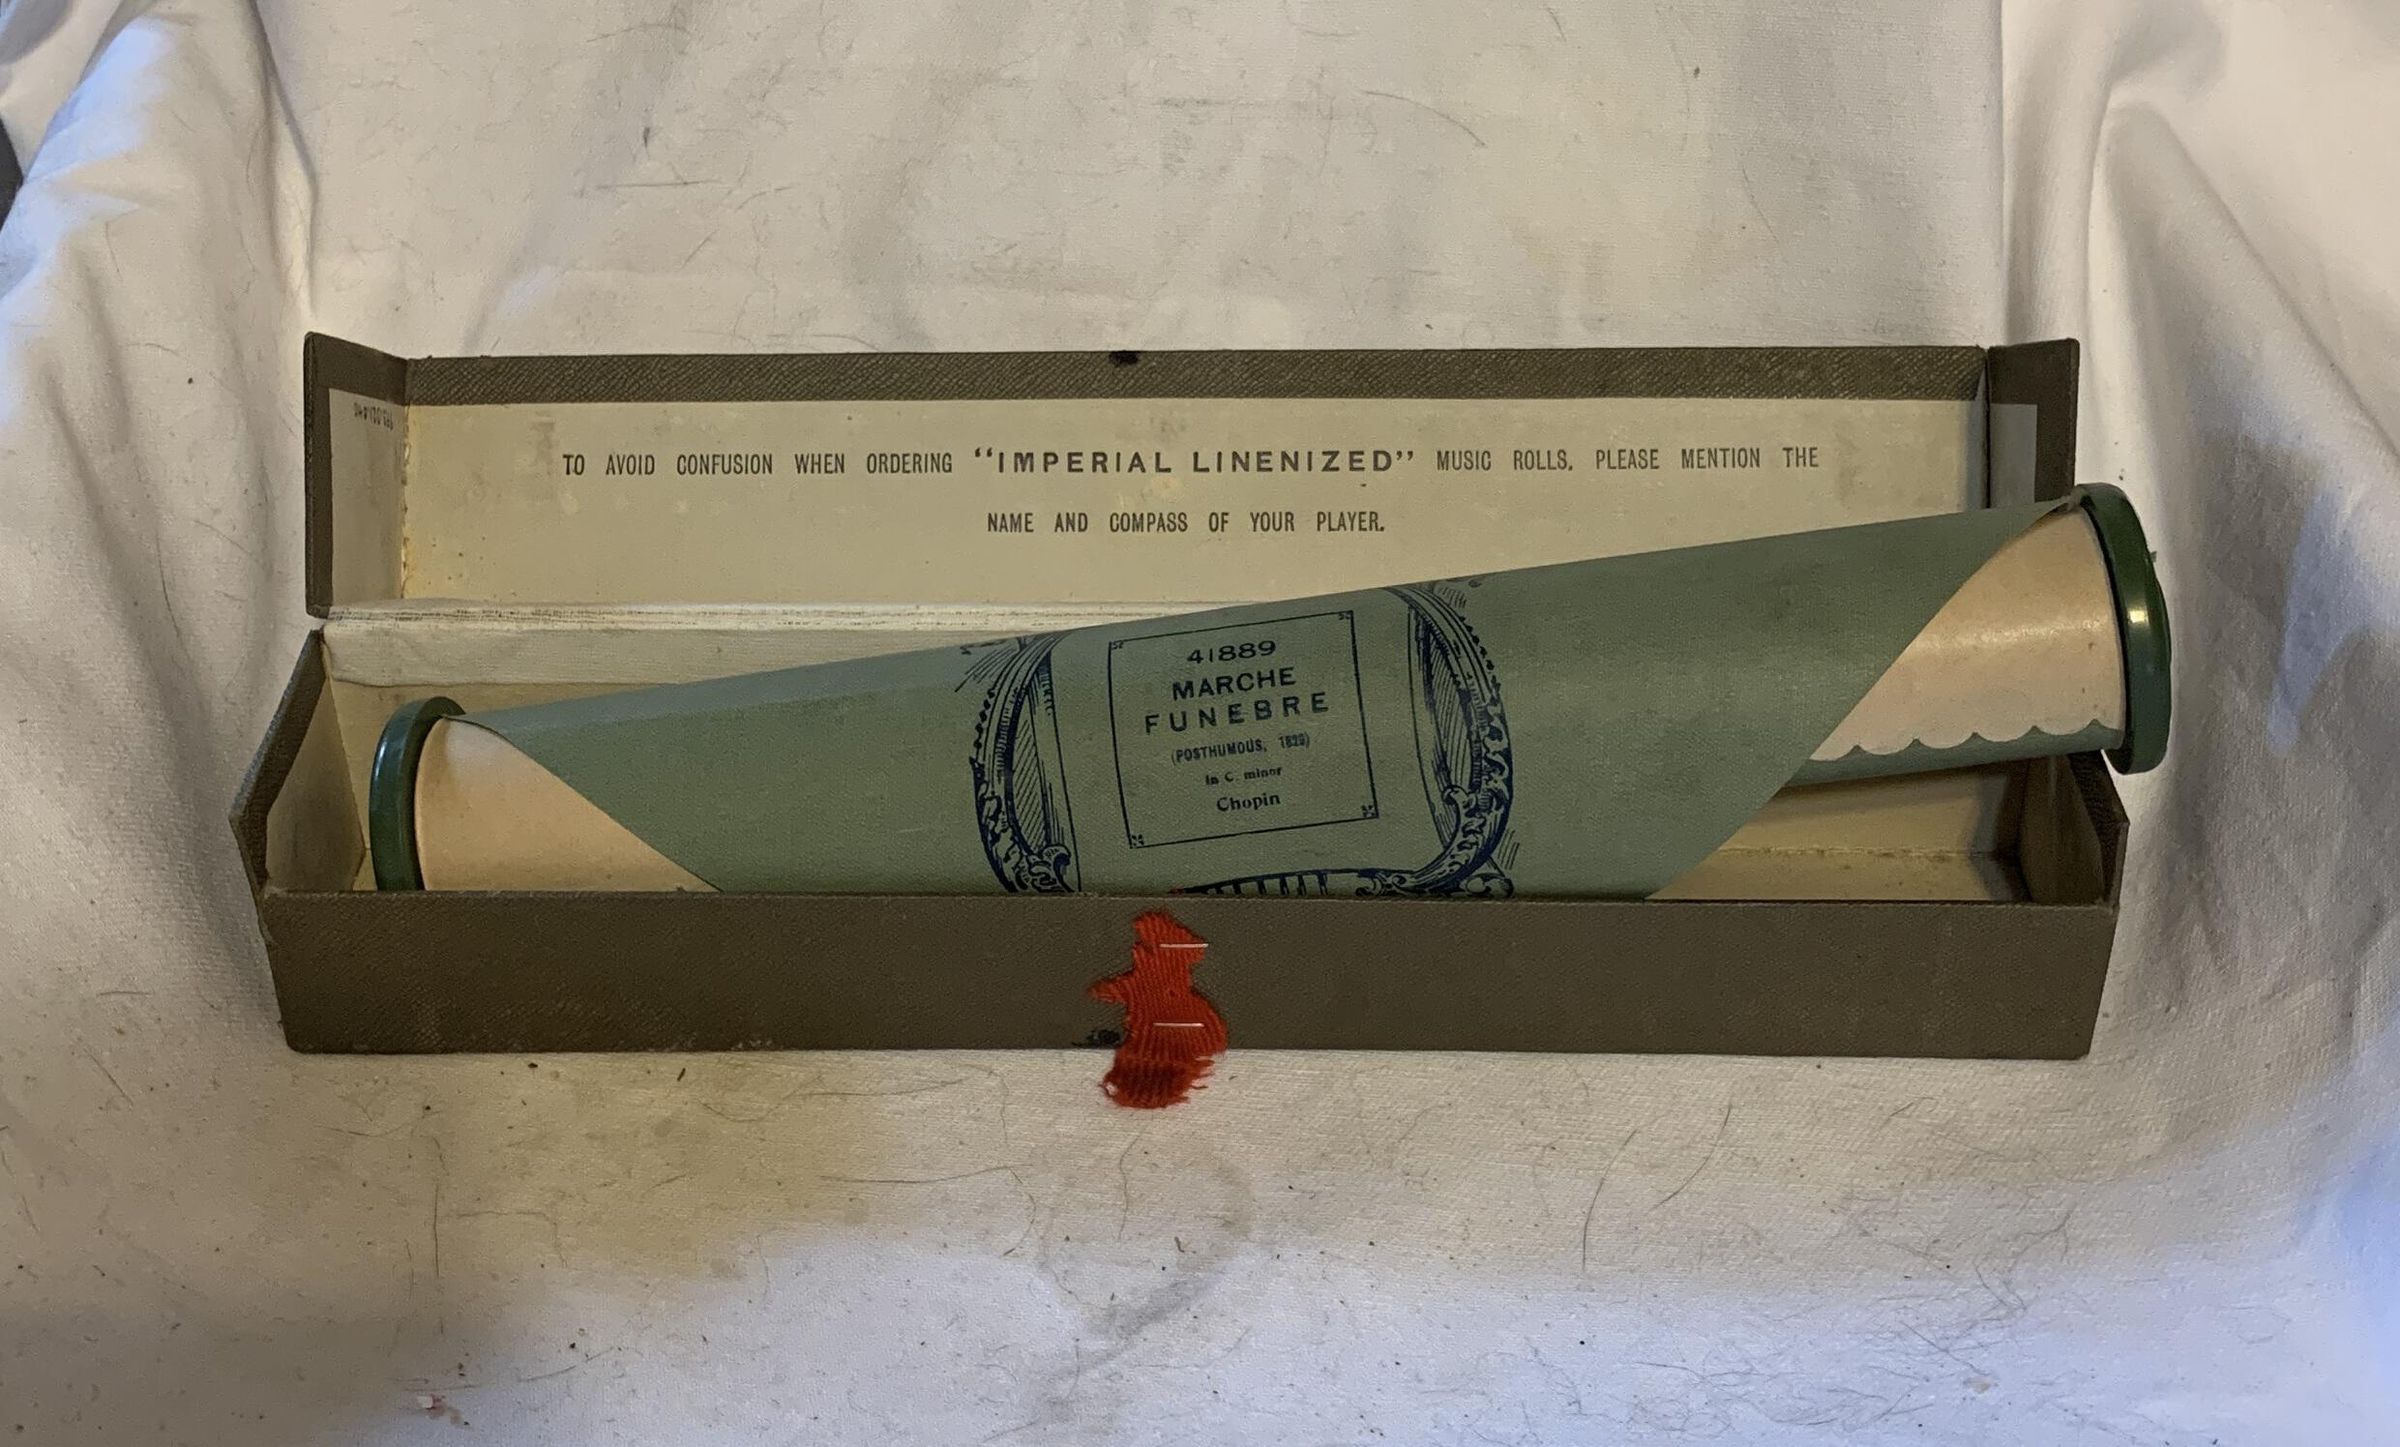 TO AVOID CONFUSION WHEN ORDERING “IMPERIAL LINENIZED” MUSIC ROLLS, PLEASE MENTION THE
NAME AND COMPASS OF YOUR PLAYER.
41889
MARCHE
FUNEBRE
(POSTHUMOUS, 1829)
In C minor
Chopin